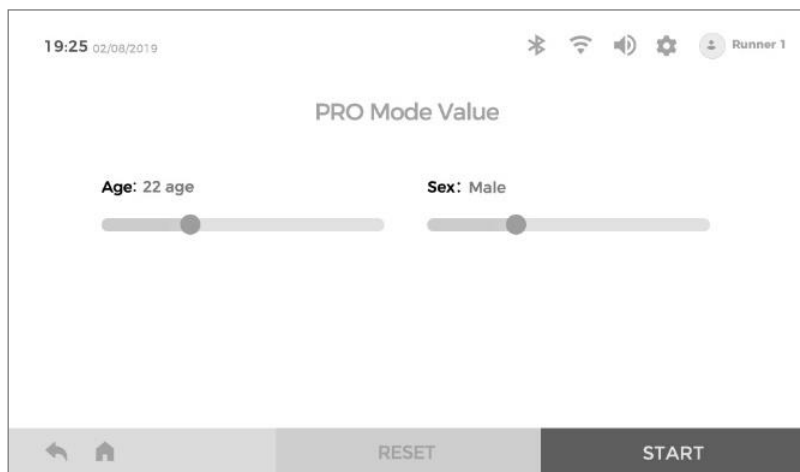 19:25 02/08/2019 Runner 1
PRO Mode Value
Age: 22 age Sex: Male
RESET START